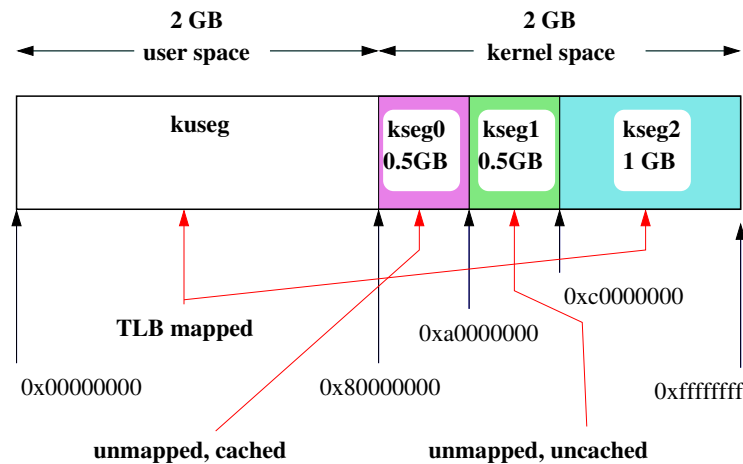 2 GB
user space
2 GB
kernel space
kuseg
kseg0
0.5GB
kseg1
0.5GB
kseg2
1 GB
0xc0000000
TLB mapped
0xa0000000
0x00000000
0x80000000
0xffffffff
unmapped, cached
unmapped, uncached